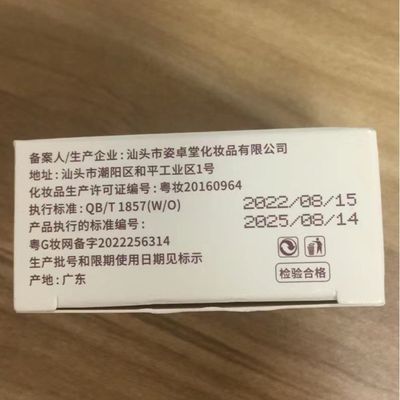 备案人/生产企业:汕头市姿卓堂化妆品有限公司
地址:汕头市潮阳区和平工业区1号
化妆品生产许可证编号:粤妆20160964
执行标准:QB/T 1857(W/O)
2022/08/15
产品执行的标准编号:
2025/08/14
粤G妆网备字2022256314
生产批号和限期使用日期见标示
产地:广东
检验合格